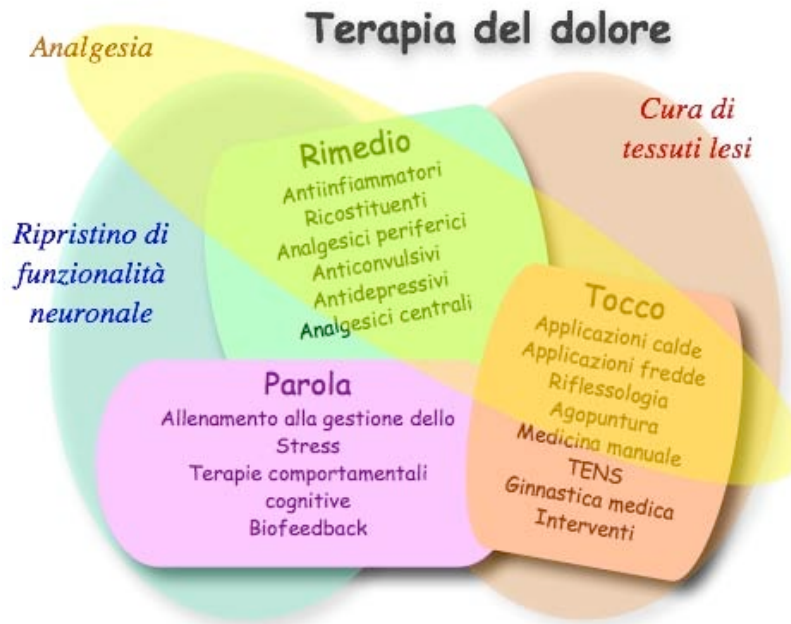 Terapia del dolore
Analgesia
Cura di
tessuti lesi
Ripristino di
funzionalità
neuronale
Rimedio
Antiinfiammatori
Ricostituenti
Analgesici periferici
Anticonvulsivi
Antidepressivi
Analgesici centrali
Tocco
Applicazioni calde
Applicazioni fredde
Riflessologia
Agopuntura
Medicina manuale
TENS
Ginnastica medica
Interventi
Parola
Allenamento alla gestione dello
Stress
Terapie comportamentali
cognitive
Biofeedback